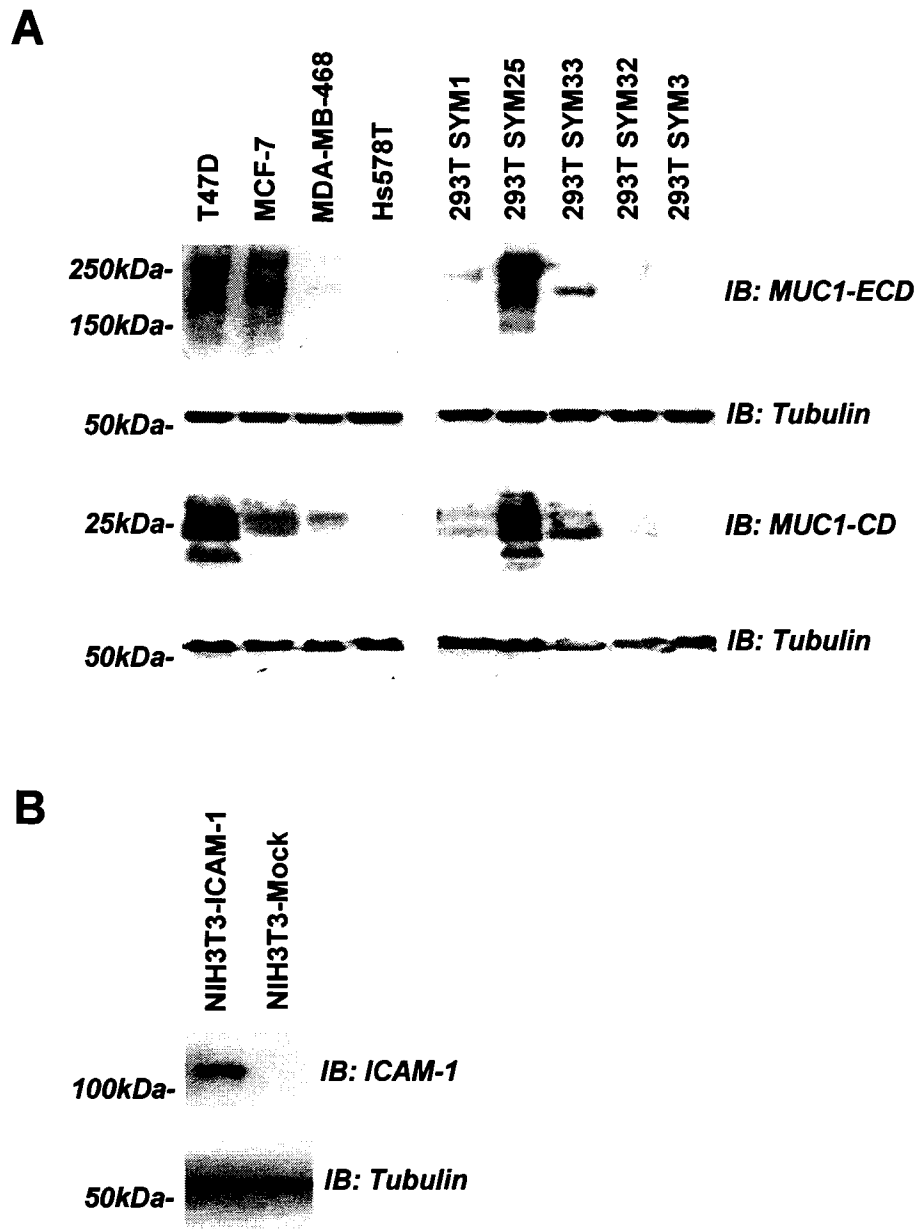 A
T47D
MCF-7
MDA-MB-468
Hs578T
293T SYM1
293T SYM25
293T SYM33
293T SYM32
293T SYM3
250kDa-
150kDa-
IB: MUC1-ECD
50kDa-
IB: Tubulin
25kDa-
IB: MUC1-CD
50kDa-
IB: Tubulin
B
NIH3T3-ICAM-1
NIH3T3-Mock
100kDa-
IB: ICAM-1
50kDa-
IB: Tubulin